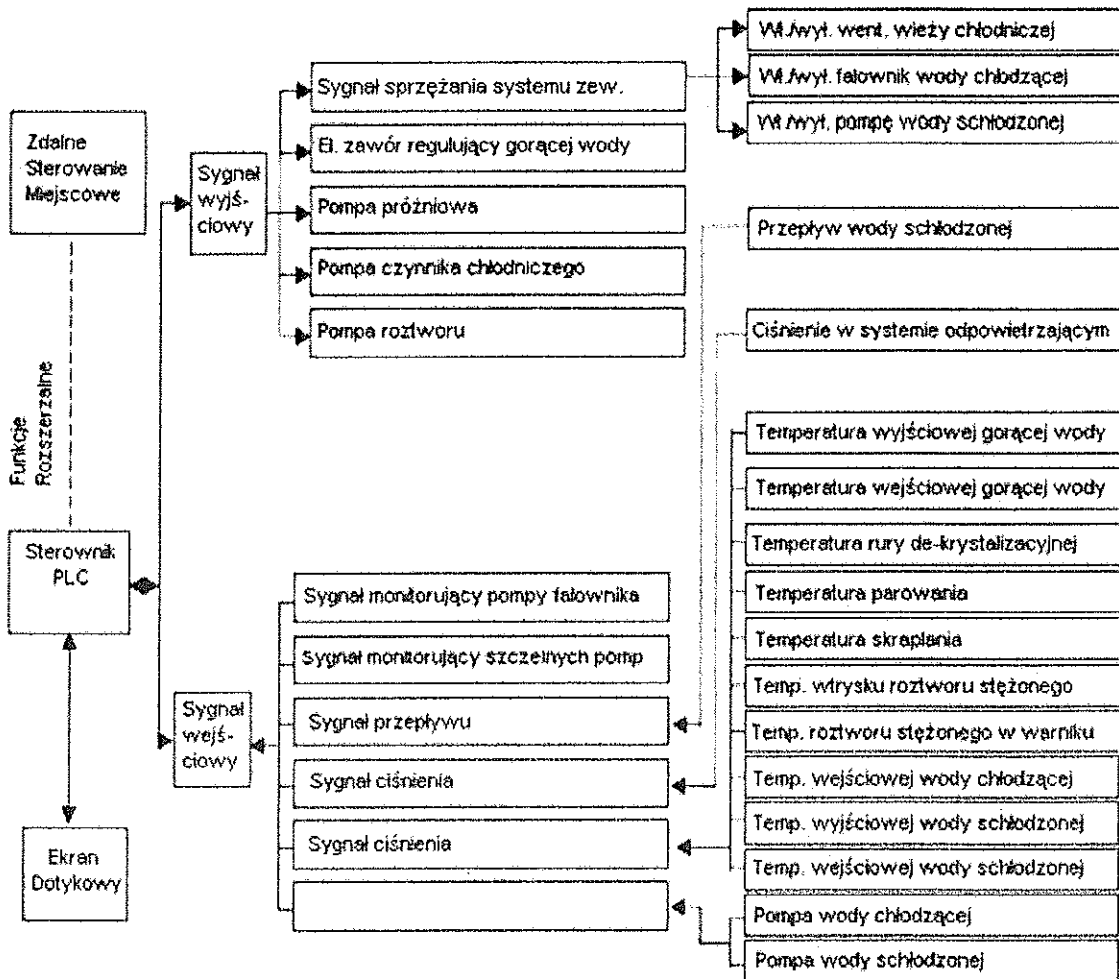 Zdalne
Sterowanie
Miejscowe
Funkcje
Rozszerzalne
Sterownik
PLC
Ekran
Dotykowy
Sygnał
wyjś-
ciowy
Sygnał
wejś-
ciowy
Sygnał sprzężania systemu zew.
El. zawór regulujący gorącej wody
Pompa próżniowa
Pompa czynnika chłodniczego
Pompa roztworu
Sygnał monitorujący pompy falownika
Sygnał monitorujący szczelnych pomp
Sygnał przepływu
Sygnał ciśnienia
Sygnał ciśnienia
Wł./wył. went. wieży chłodniczej
Wł./wył. falownik wody chłodzącej
Wł./wył. pompę wody schłodzonej
Przepływ wody schłodzonej
Ciśnienie w systemie odpowietrzającym
Temperatura wyjściowej gorącej wody
Temperatura wejściowej gorącej wody
Temperatura rury de-krystalizacyjnej
Temperatura parowania
Temperatura skraplania
Temp. wtrysku roztworu stężonego
Temp. roztworu stężonego w warniku
Temp. wejściowej wody chłodzącej
Temp. wyjściowej wody schłodzonej
Temp. wejściowej wody schłodzonej
Pompa wody chłodzącej
Pompa wody schłodzonej